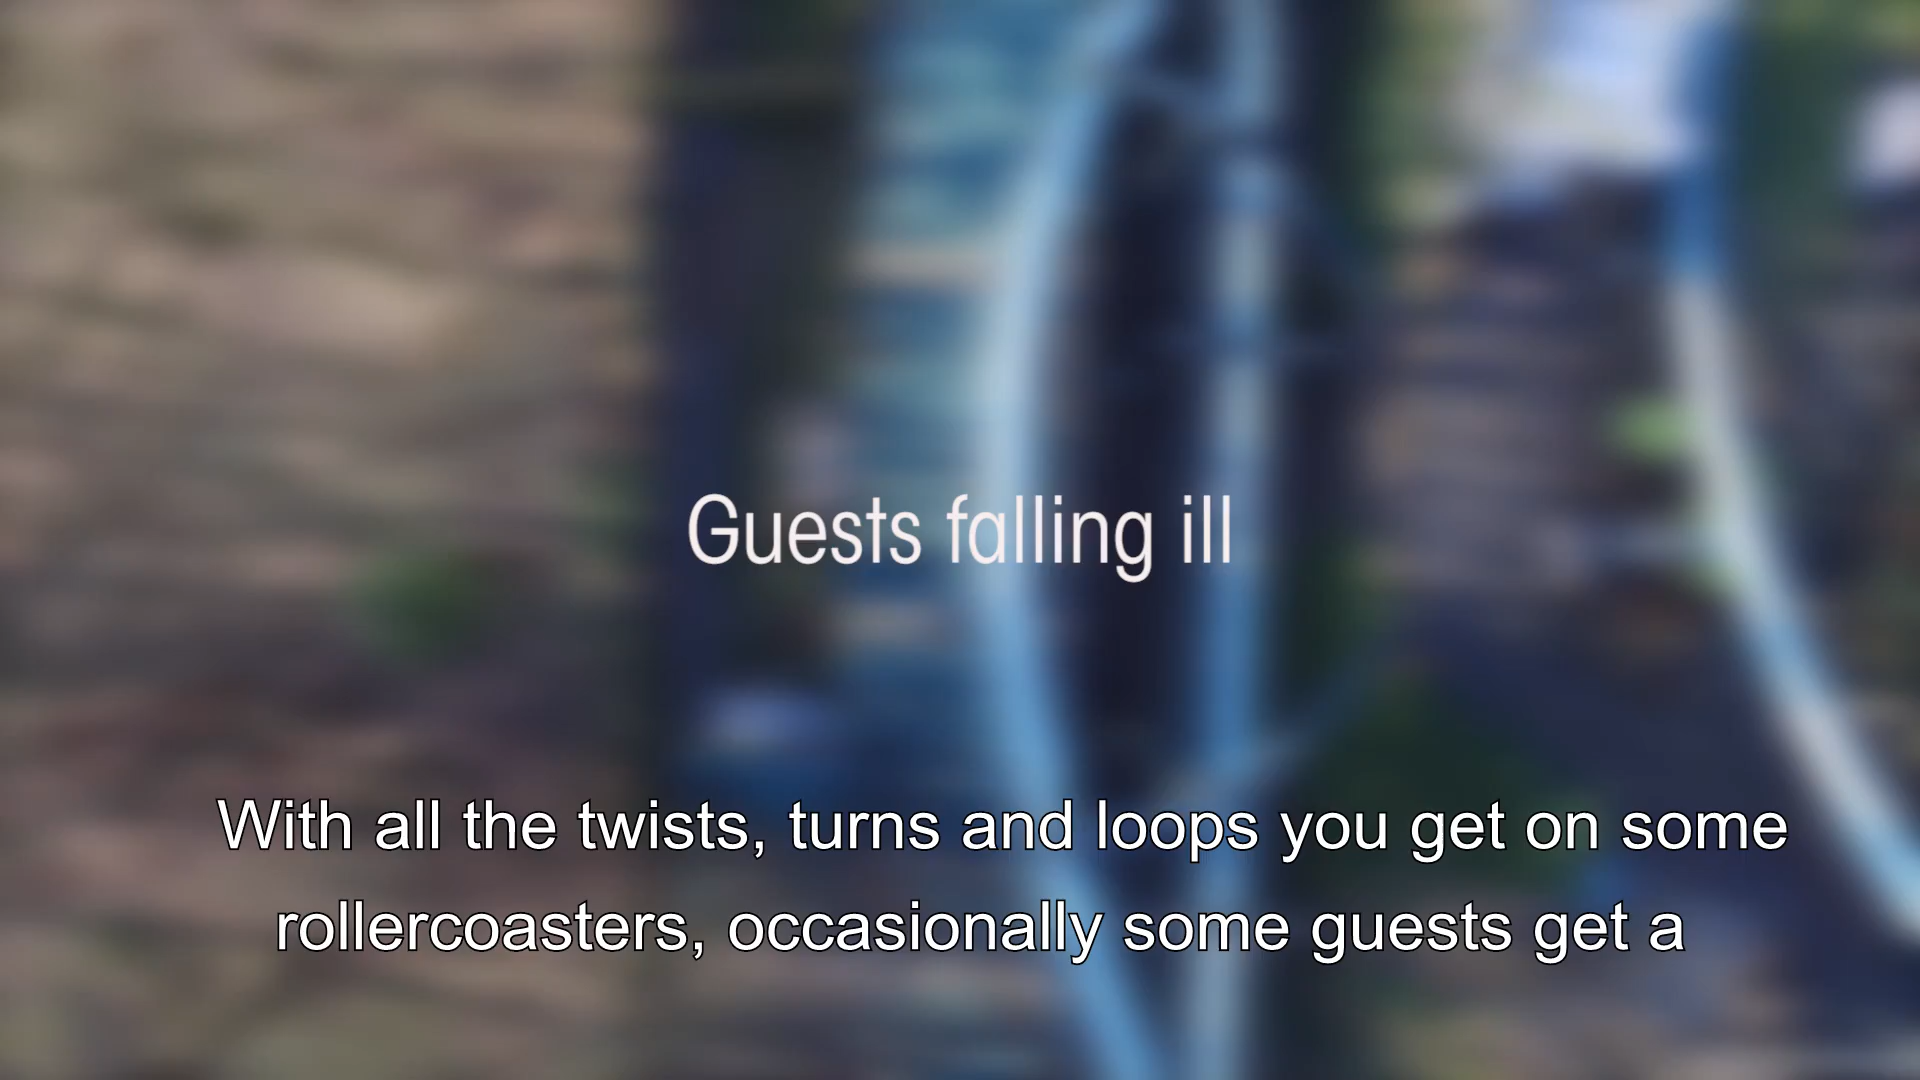 Guests falling ill
With all the twists, turns and loops you get on some
rollercoasters, occasionally some guests get a